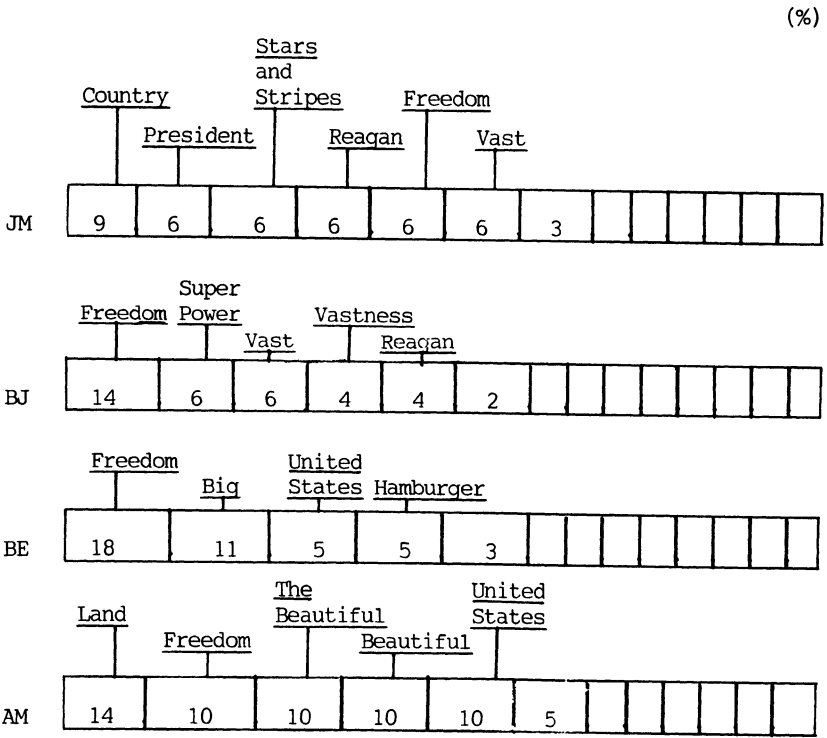 (%)
Stars
and
Stripes
Country
Freedom
President
Reagan
Vast
JM
9 6 6 6 6 6 3
Super
Power
Freedom
Vastness
Vast
Reagan
BJ
14 6 6 4 4 2
Freedom
United
States
Big
Hamburger
BE
18 11 5 5 3
The
Beautiful
United
States
Land
Freedom
Beautiful
AM
14 10 10 10 10 5